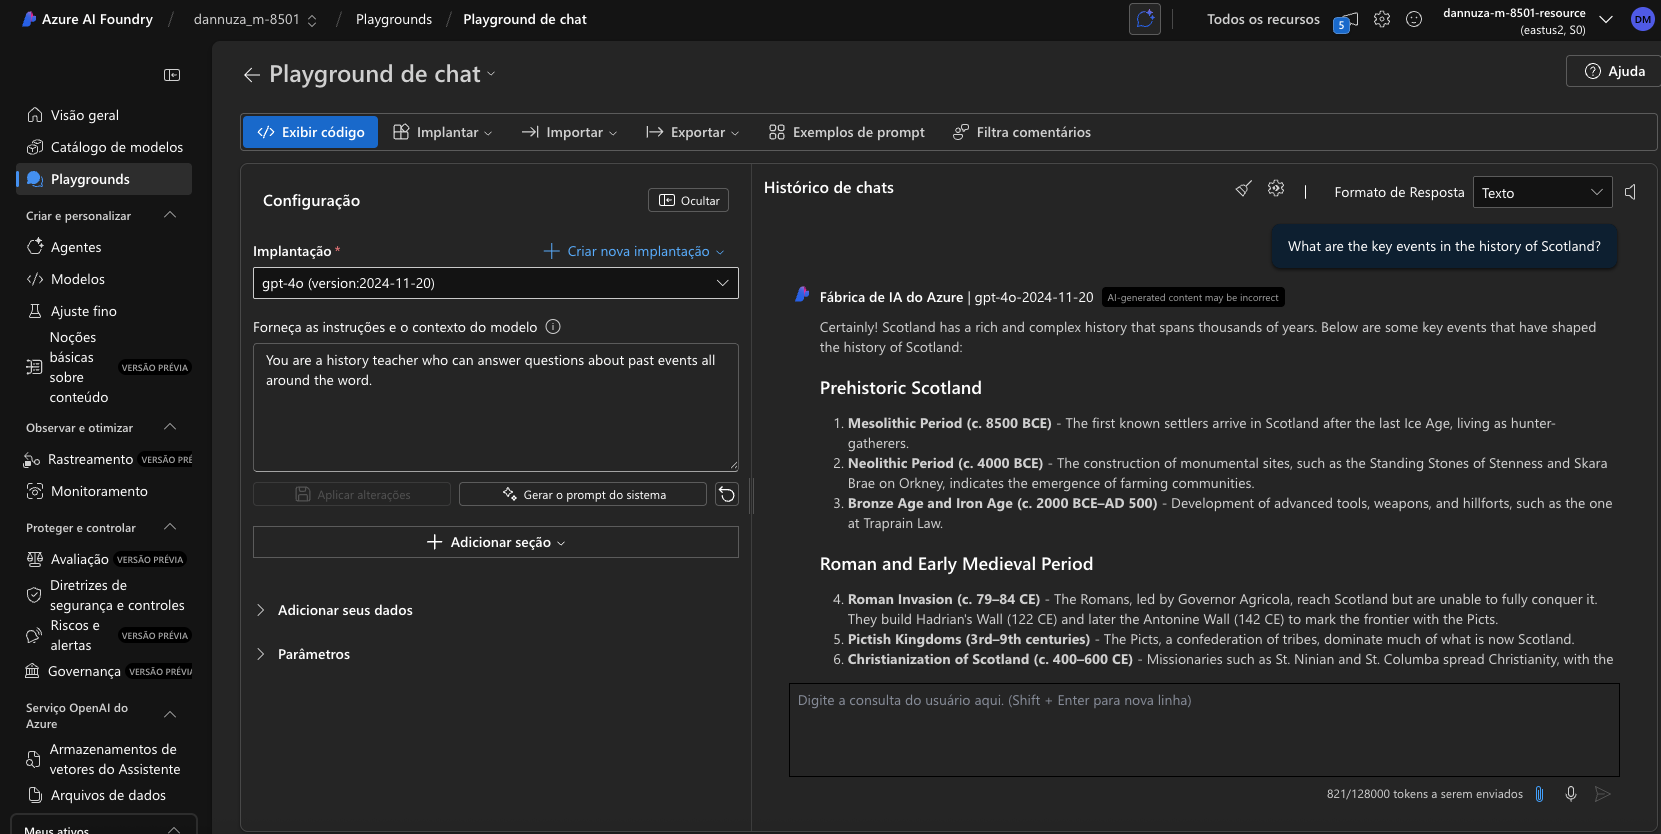 Azure AI Foundry / dannuza_m-8501 / Playgrounds / Playground de chat
Todos os recursos
5
dannuza-m-8501-resource
(eastus2, S0)
DM
Visão geral
Catálogo de modelos
Playgrounds
Criar e personalizar
Agentes
Modelos
Ajuste fino
Noções
básicas
sobre
conteúdo
VERSÃO PRÉVIA
Observar e otimizar
Rastreamento VERSÃO PRÉ
Monitoramento
Proteger e controlar
Avaliação VERSÃO PRÉVIA
Diretrizes de
segurança e controles
Riscos e
alertas
VERSÃO PRÉVIA
Governança VERSÃO PRÉVIA
Serviço OpenAI do
Azure
Armazenamentos de
vetores do Assistente
Arquivos de dados
Meus ativos
Playground de chat
Ajuda
Exibir código
Implantar
Importar
Exportar
Exemplos de prompt
Filtra comentários
Configuração
Ocultar
Implantação *
Criar nova implantação
gpt-4o (version:2024-11-20)
Forneça as instruções e o contexto do modelo
You are a history teacher who can answer questions about past events all
around the word.
Aplicar alterações
Gerar o prompt do sistema
Adicionar seção
Adicionar seus dados
Parâmetros
Histórico de chats
Formato de Resposta
Texto
What are the key events in the history of Scotland?
Fábrica de IA do Azure | gpt-4o-2024-11-20 AI-generated content may be incorrect
Certainly! Scotland has a rich and complex history that spans thousands of years. Below are some key events that have shaped
the history of Scotland:
Prehistoric Scotland
1. Mesolithic Period (c. 8500 BCE) - The first known settlers arrive in Scotland after the last Ice Age, living as hunter-
gatherers.
2. Neolithic Period (c. 4000 BCE) - The construction of monumental sites, such as the Standing Stones of Stenness and Skara
Brae on Orkney, indicates the emergence of farming communities.
3. Bronze Age and Iron Age (c. 2000 BCE–AD 500) - Development of advanced tools, weapons, and hillforts, such as the one
at Traprain Law.
Roman and Early Medieval Period
4. Roman Invasion (c. 79–84 CE) - The Romans, led by Governor Agricola, reach Scotland but are unable to fully conquer it.
They build Hadrian's Wall (122 CE) and later the Antonine Wall (142 CE) to mark the frontier with the Picts.
5. Pictish Kingdoms (3rd–9th centuries) - The Picts, a confederation of tribes, dominate much of what is now Scotland.
6. Christianization of Scotland (c. 400–600 CE) - Missionaries such as St. Ninian and St. Columba spread Christianity, with the
Digite a consulta do usuário aqui. (Shift + Enter para nova linha)
821/128000 tokens a serem enviados